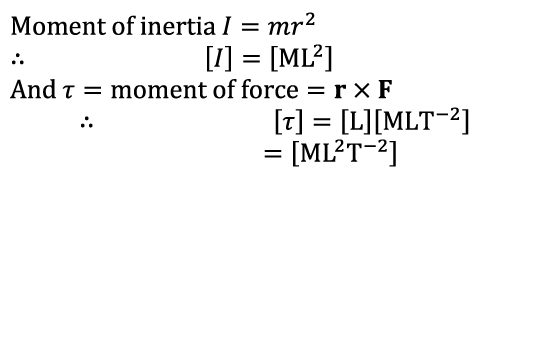 Moment of inertia 𝐼 = 𝑚𝑟²
∴ [𝐼] = [ML²]
And 𝜏 = moment of force = 𝐫 × 𝐅
∴ [𝜏] = [L][MLT⁻²]
= [ML²T⁻²]